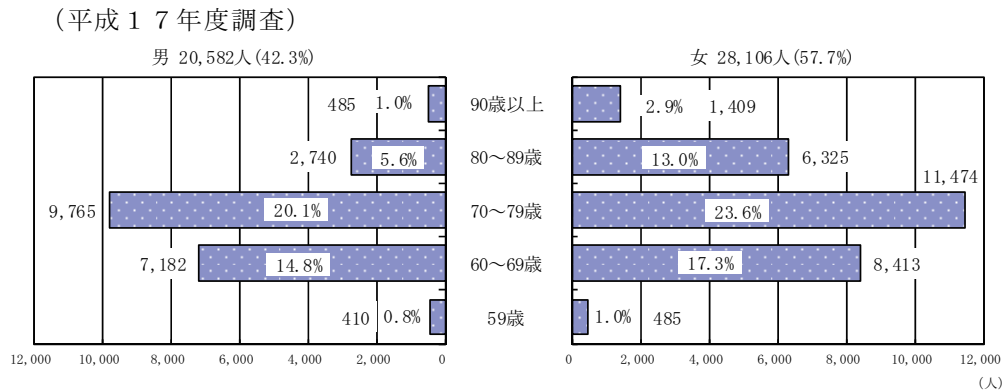 (平成17年度調査)
男 20,582人(42.3%)
女 28,106人(57.7%)
485 1.0% 90歳以上 2.9% 1,409
2,740 5.6% 80～89歳 13.0% 6,325
9,765 20.1% 70～79歳 23.6% 11,474
7,182 14.8% 60～69歳 17.3% 8,413
410 0.8% 59歳 1.0% 485
12,000 10,000 8,000 6,000 4,000 2,000 0
0 2,000 4,000 6,000 8,000 10,000 12,000
(人)